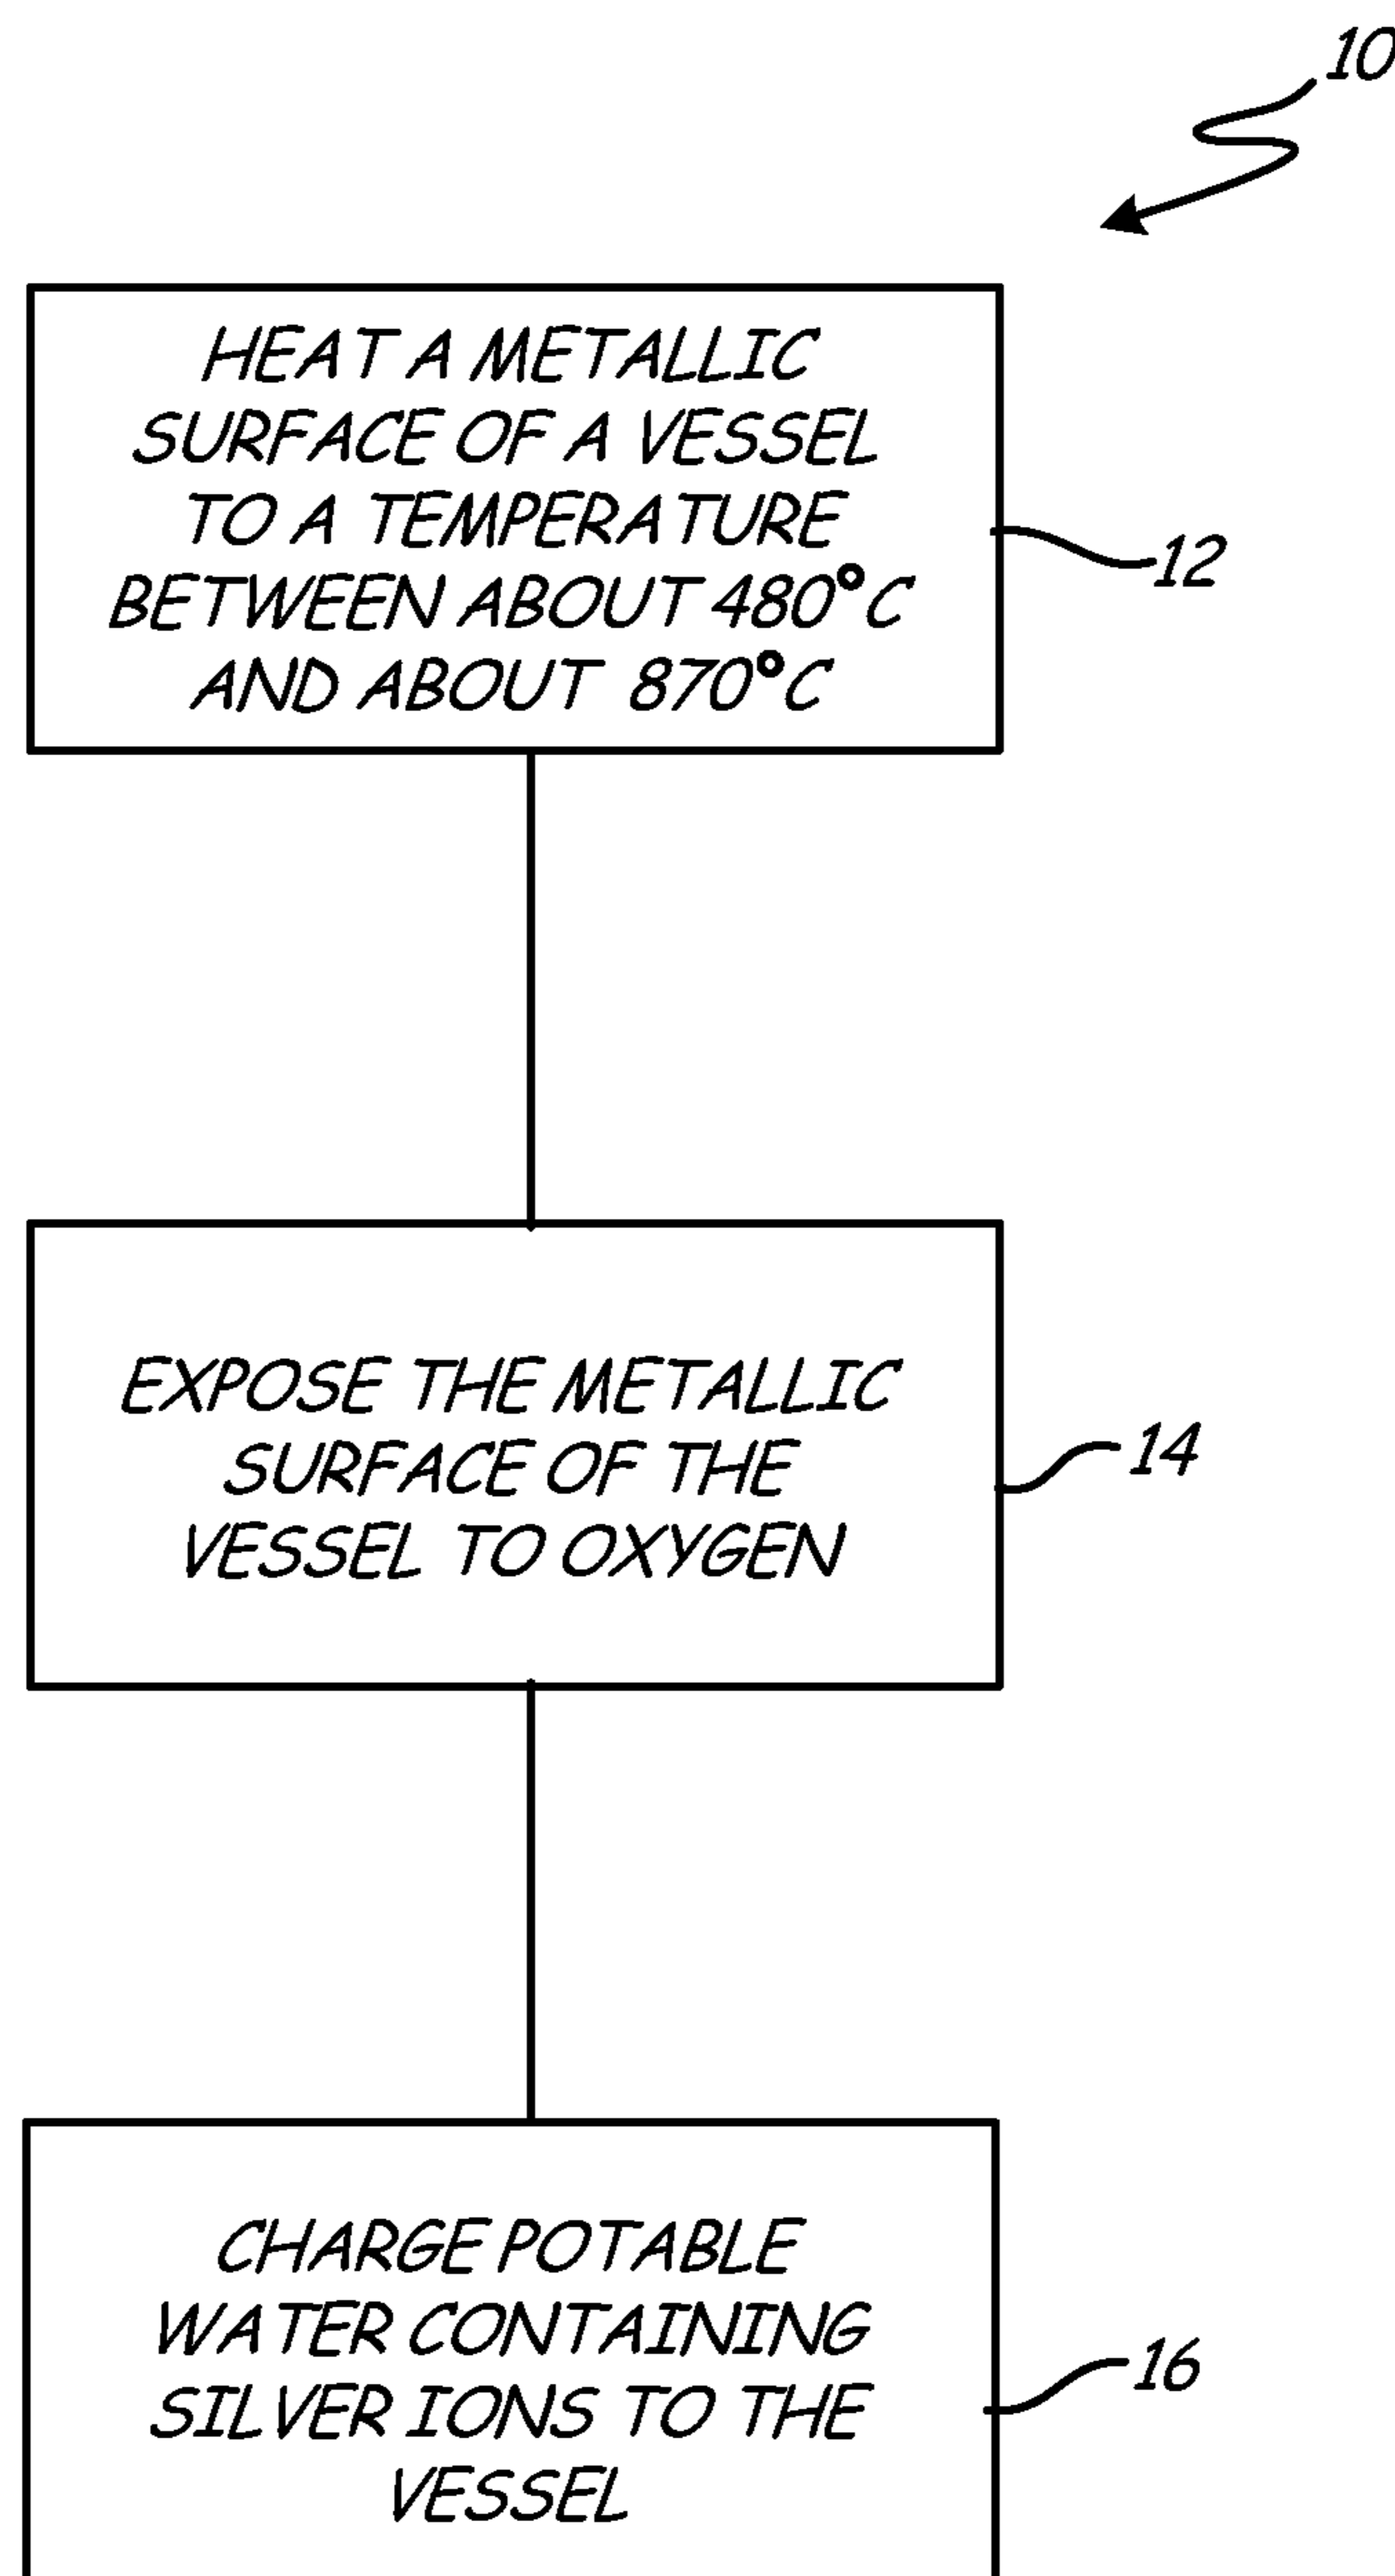 10
HEAT A METALLIC
SURFACE OF A VESSEL
TO A TEMPERATURE
BETWEEN ABOUT 480°C
AND ABOUT 870°C
12
EXPOSE THE METALLIC
SURFACE OF THE
VESSEL TO OXYGEN
14
CHARGE POTABLE
WATER CONTAINING
SILVER IONS TO THE
VESSEL
16